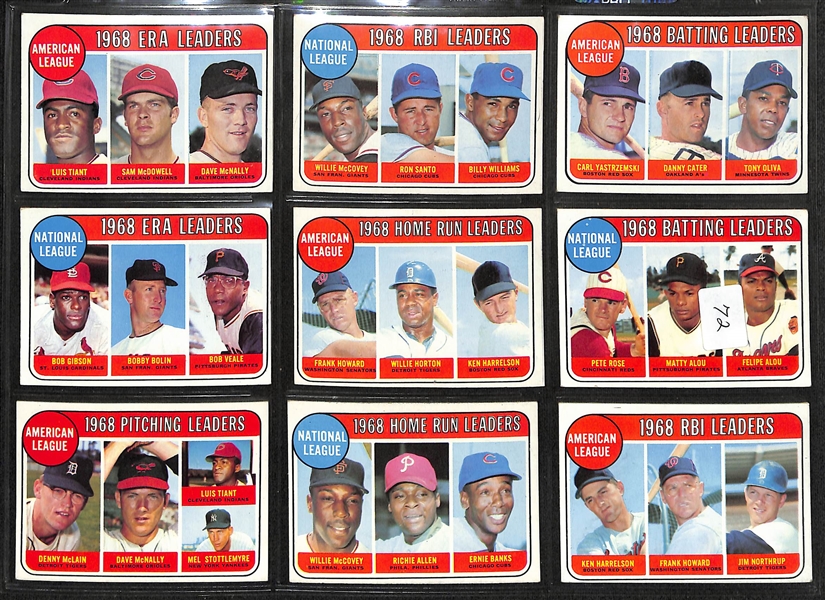 AMERICAN LEAGUE
1968 ERA LEADERS
'LUIS TIANT SAM McDOWELL DAVE McNALLY
CLEVELAND INDIANS CLEVELAND INDIANS BALTIMORE ORIOLES
NATIONAL LEAGUE
1968 RBI LEADERS
WILLIE McCOVEY RON SANTO BILLY WILLIAMS
SAN FRAN. GIANTS CHICAGO CUBS CHICAGO CUBS
AMERICAN LEAGUE
1968 BATTING LEADERS
CARL YASTRZEMSKI DANNY CATER TONY OLIVA
BOSTON RED SOX OAKLAND A's MINNESOTA TWINS
NATIONAL LEAGUE
1968 ERA LEADERS
BOB GIBSON BOBBY BOLIN BOB VEALE
ST. LOUIS CARDINALS SAN FRAN. GIANTS PITTSBURGH PIRATES
AMERICAN LEAGUE
1968 HOME RUN LEADERS
FRANK HOWARD WILLIE HORTON KEN HARRELSON
WASHINGTON SENATORS DETROIT TIGERS BOSTON RED SOX
NATIONAL LEAGUE
1968 BATTING LEADERS
72
PETE ROSE MATTY ALOU FELIPE ALOU
CINCINNATI REDS PITTSBURGH PIRATES ATLANTA BRAVES
AMERICAN LEAGUE
1968 PITCHING LEADERS
LUIS TIANT
CLEVELAND INDIANS
DENNY McLAIN DAVE McNALLY MEL STOTTLEMYRE
DETROIT TIGERS BALTIMORE ORIOLES NEW YORK YANKEES
NATIONAL LEAGUE
1968 HOME RUN LEADERS
WILLIE McCOVEY RICHIE ALLEN ERNIE BANKS
SAN FRAN. GIANTS PHILA. PHILLIES CHICAGO CUBS
AMERICAN LEAGUE
1968 RBI LEADERS
KEN HARRELSON FRANK HOWARD JIM NORTHRUP
BOSTON RED SOX WASHINGTON SENATORS DETROIT TIGERS